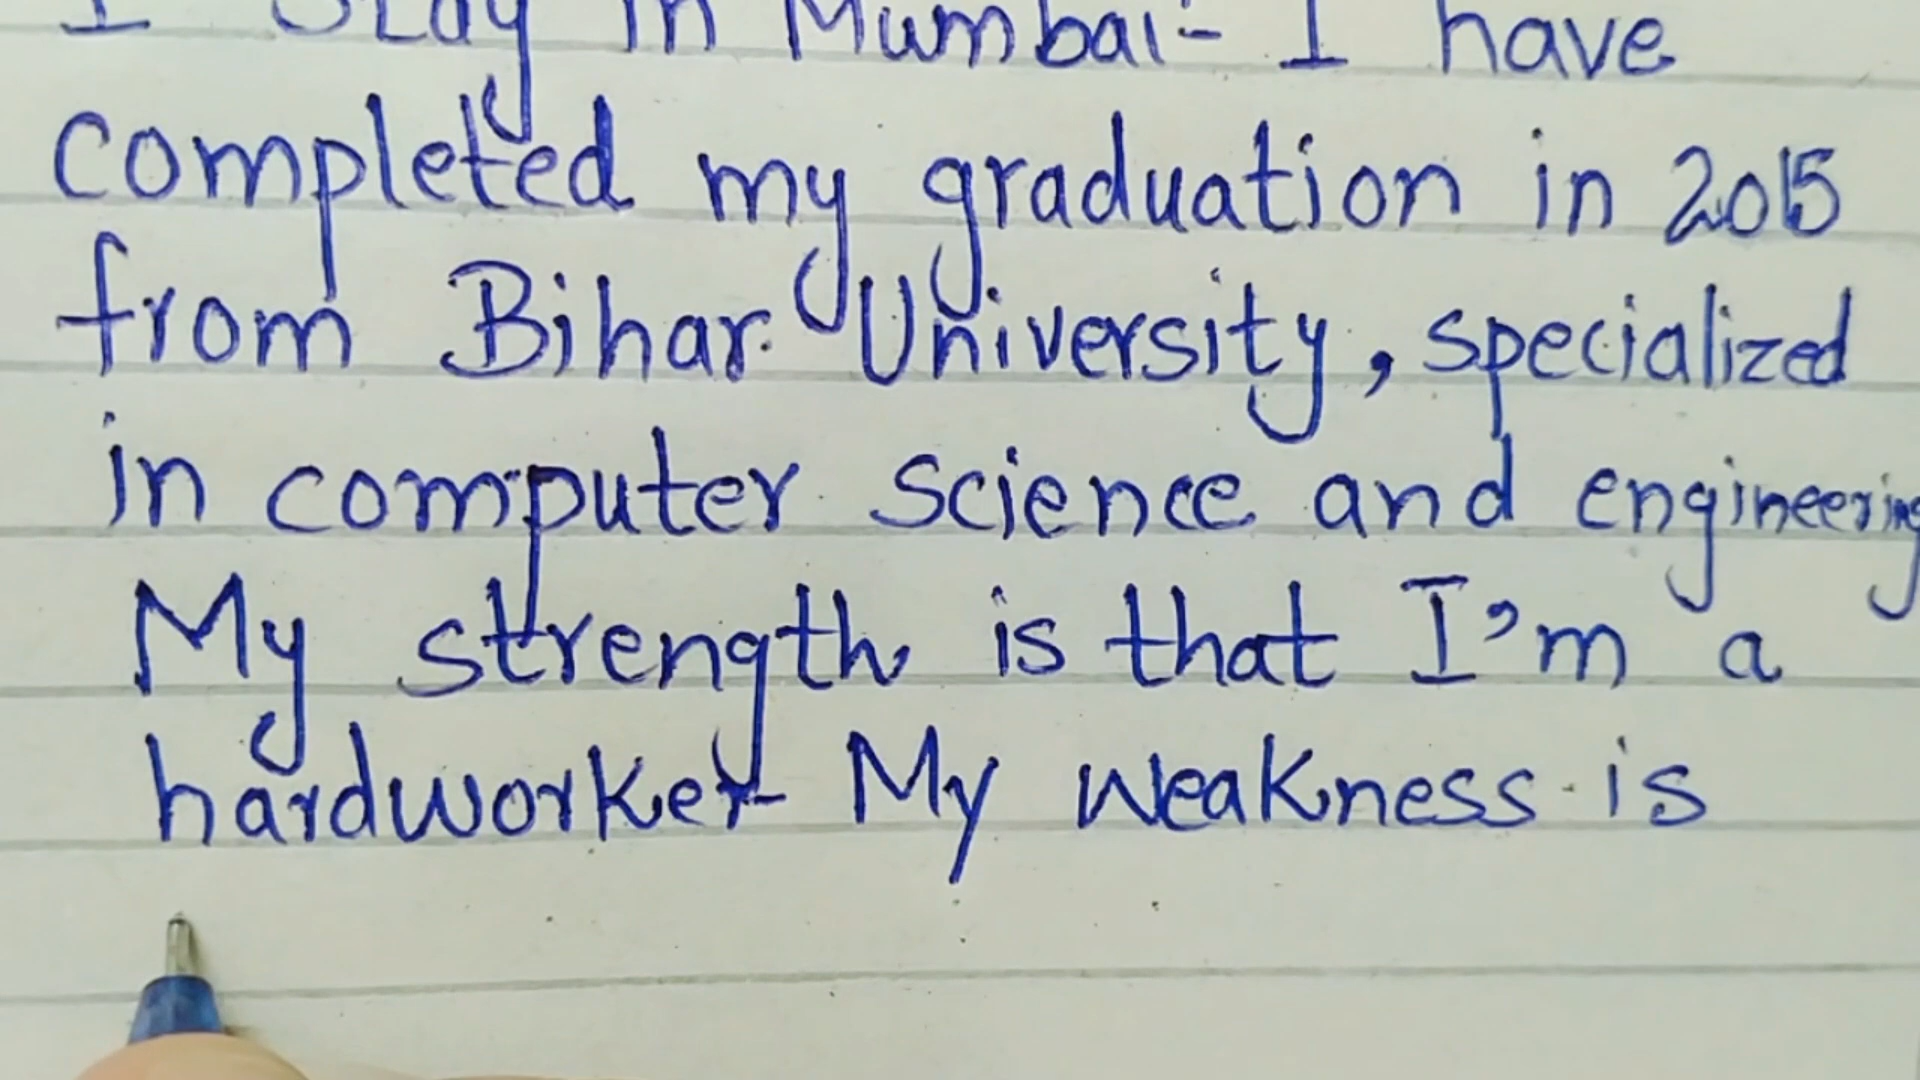 I stay in Mumbai- I have
completed my graduation in 2015
from Bihar University, specialized
in computer science and engineering
My strength is that I'm a
hardworker- My weakness is